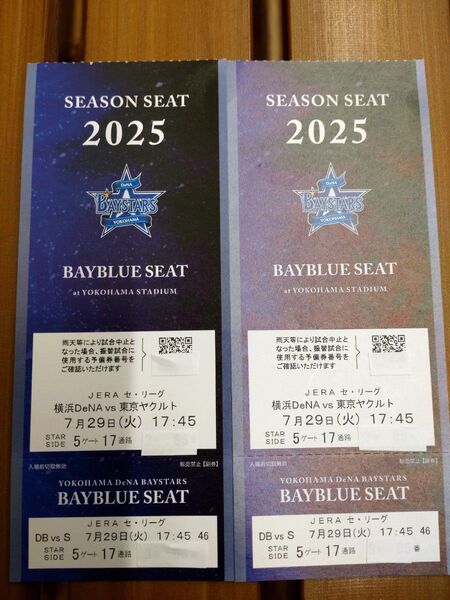 SEASON SEAT
2025
DeNA
BAYSTARS
YOKOHAMA
BAYBLUE SEAT
at YOKOHAMA STADIUM
雨天等により試合中止と
なった場合、振替試合に
使用する予備券番号を
ご確認いただけます
JERA セ・リーグ
横浜DeNA vs 東京ヤクルト
7月29日(火) 17:45
STAR SIDE 5ゲート 17通路
入場前切取無効 転売禁止【副券】
YOKOHAMA DeNA BAYSTARS
BAYBLUE SEAT
JERA セ・リーグ
DB vs S 7月29日(火) 17:45 46
STAR SIDE 5ゲート 17通路
SEASON SEAT
2025
DeNA
BAYSTARS
YOKOHAMA
BAYBLUE SEAT
at YOKOHAMA STADIUM
雨天等により試合中止と
なった場合、振替試合に
使用する予備券番号を
ご確認いただけます
JERA セ・リーグ
横浜DeNA vs 東京ヤクルト
7月29日(火) 17:45
STAR SIDE 5ゲート 17通路
入場前切取無効 転売禁止【副券】
YOKOHAMA DeNA BAYSTARS
BAYBLUE SEAT
JERA セ・リーグ
DB vs S 7月29日(火) 17:45 46
STAR SIDE 5ゲート 17通路 番